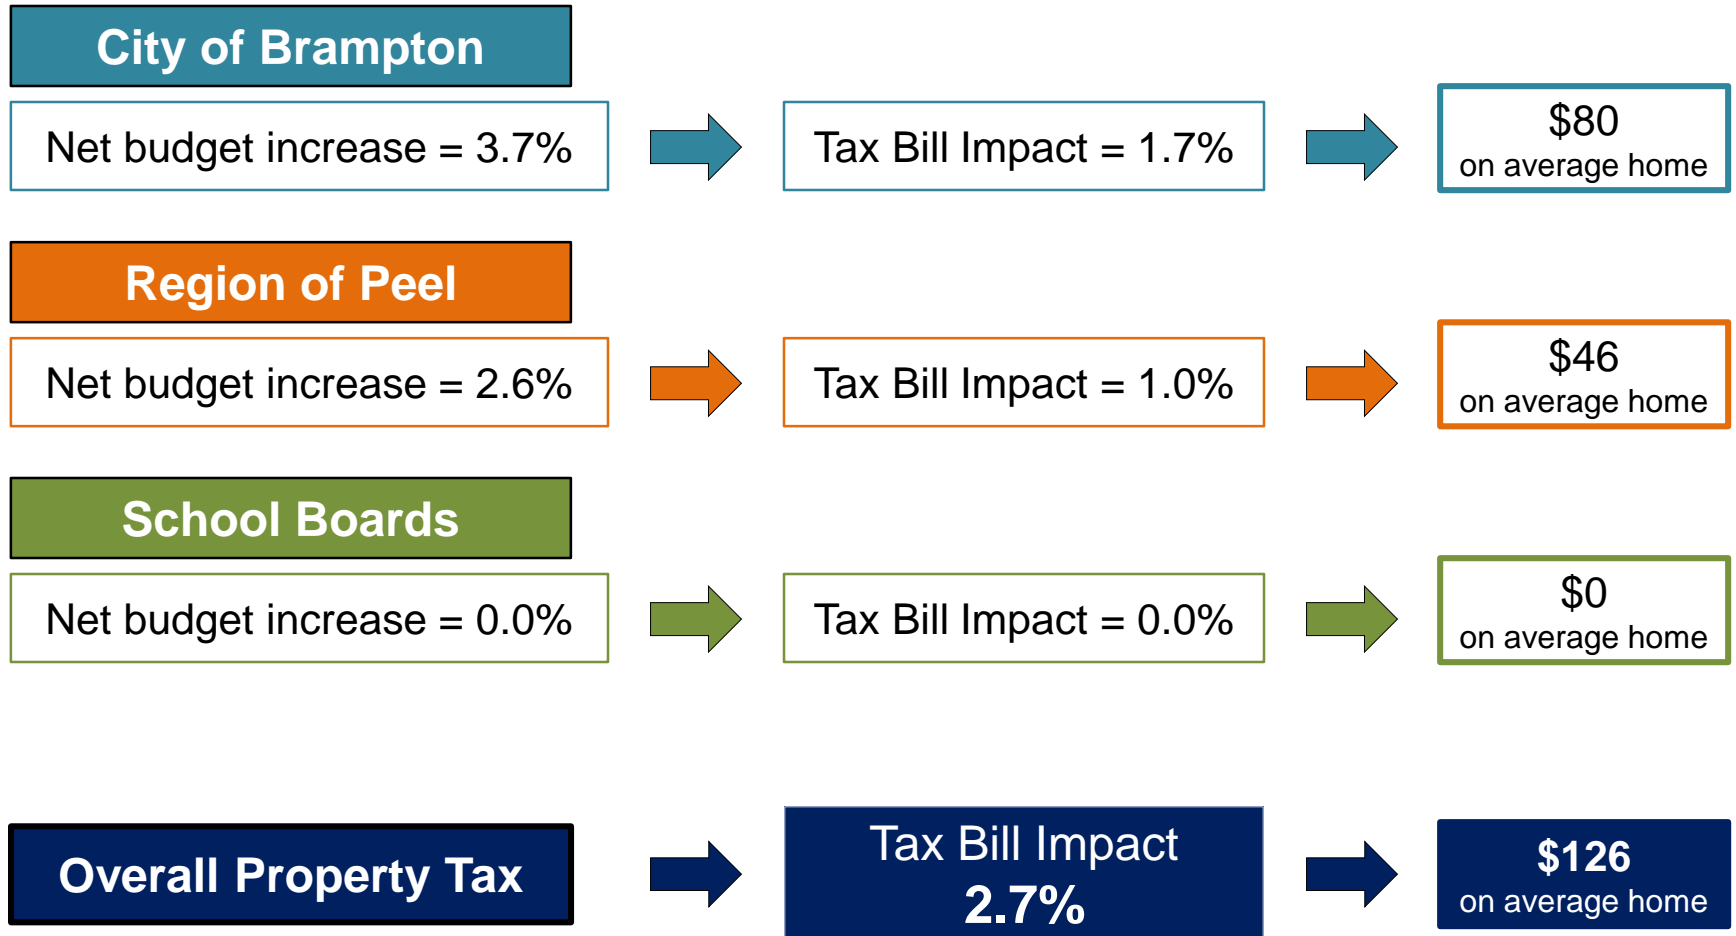 City of Brampton
Net budget increase = 3.7%
Tax Bill Impact = 1.7%
$80
on average home
Region of Peel
Net budget increase = 2.6%
Tax Bill Impact = 1.0%
$46
on average home
School Boards
Net budget increase = 0.0%
Tax Bill Impact = 0.0%
$0
on average home
Overall Property Tax
Tax Bill Impact
2.7%
$126
on average home